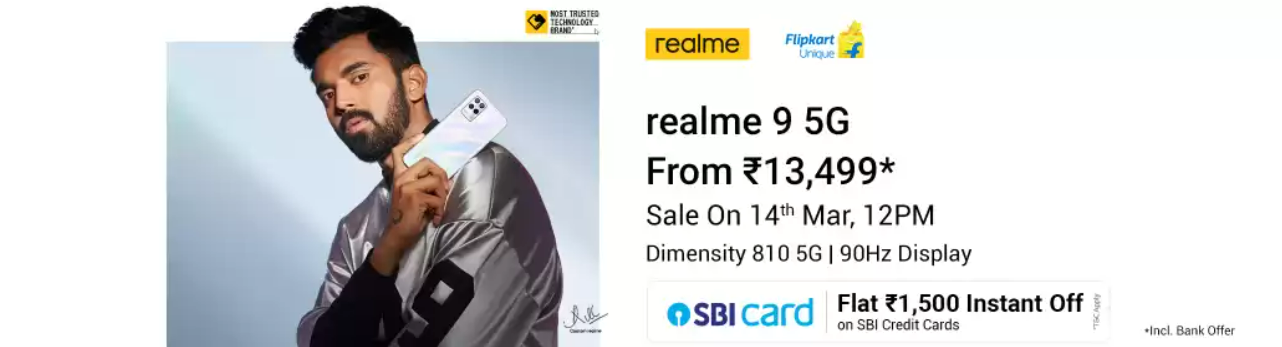 MOST TRUSTED
TECHNOLOGY
BRAND*
realme
Flipkart
Unique
realme 9 5G
From ₹13,499*
Sale On 14th Mar, 12PM
Dimensity 810 5G | 90Hz Display
SBI card
Flat ₹1,500 Instant Off
on SBI Credit Cards
*T&C Apply
*Incl. Bank Offer
9